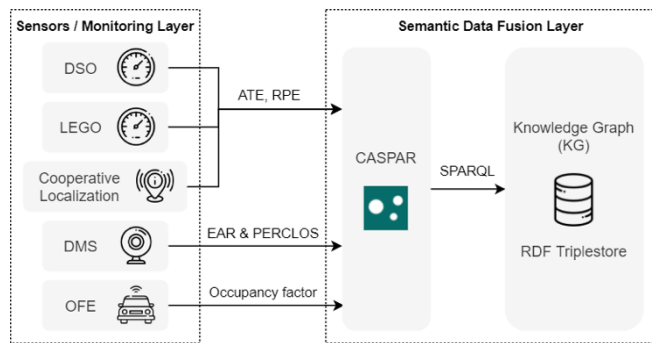 Sensors / Monitoring Layer
Semantic Data Fusion Layer
DSO
LEGO
Cooperative
Localization
DMS
OFE
ATE, RPE
EAR & PERCLOS
Occupancy factor
CASPAR
SPARQL
Knowledge Graph
(KG)
RDF Triplestore